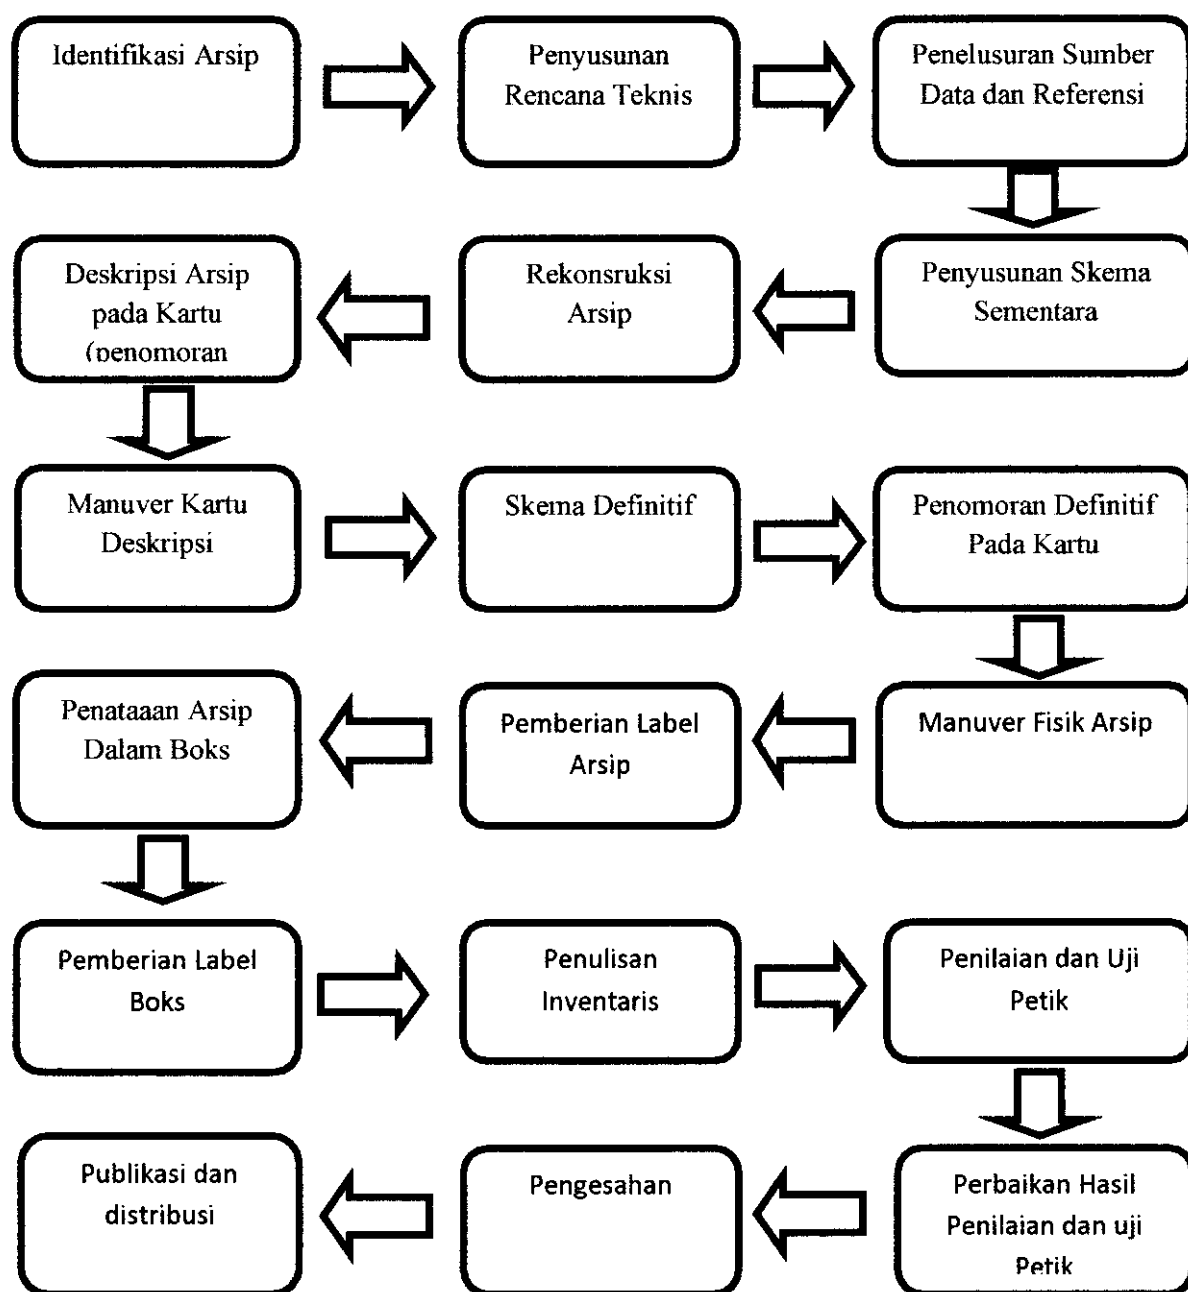 Identifikasi Arsip
Penyusunan
Rencana Teknis
Penelusuran Sumber
Data dan Referensi
Penyusunan Skema
Sementara
Rekonsruksi
Arsip
Deskripsi Arsip
pada Kartu
(penomoran
Manuver Kartu
Deskripsi
Skema Definitif
Penomoran Definitif
Pada Kartu
Manuver Fisik Arsip
Pemberian Label
Arsip
Penataaan Arsip
Dalam Boks
Pemberian Label
Boks
Penulisan
Inventaris
Penilaian dan Uji
Petik
Perbaikan Hasil
Penilaian dan uji
Petik
Pengesahan
Publikasi dan
distribusi